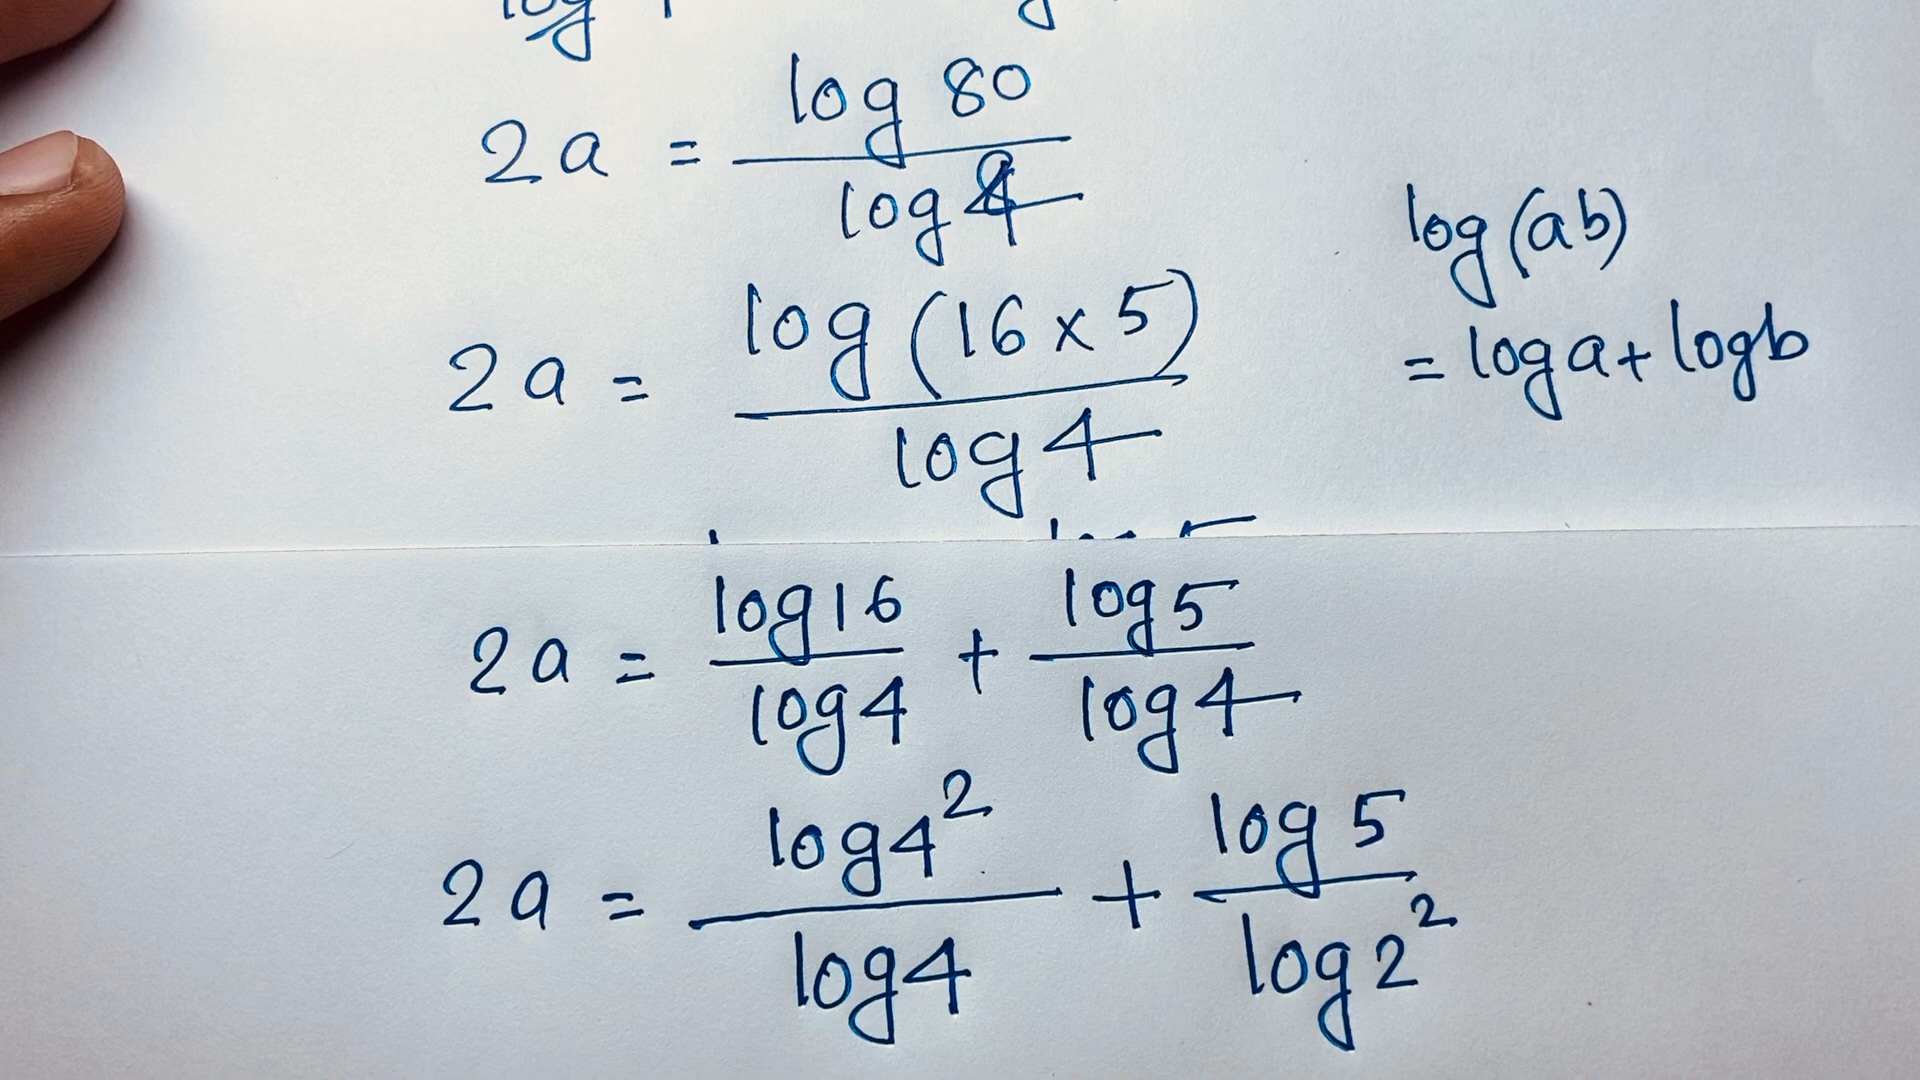 log
2a = log 80 / log 4
log (ab)
= log a + log b
2a = log (16 x 5) / log 4
2a = log 16 / log 4 + log 5 / log 4
2a = log 4² / log 4 + log 5 / log 2²